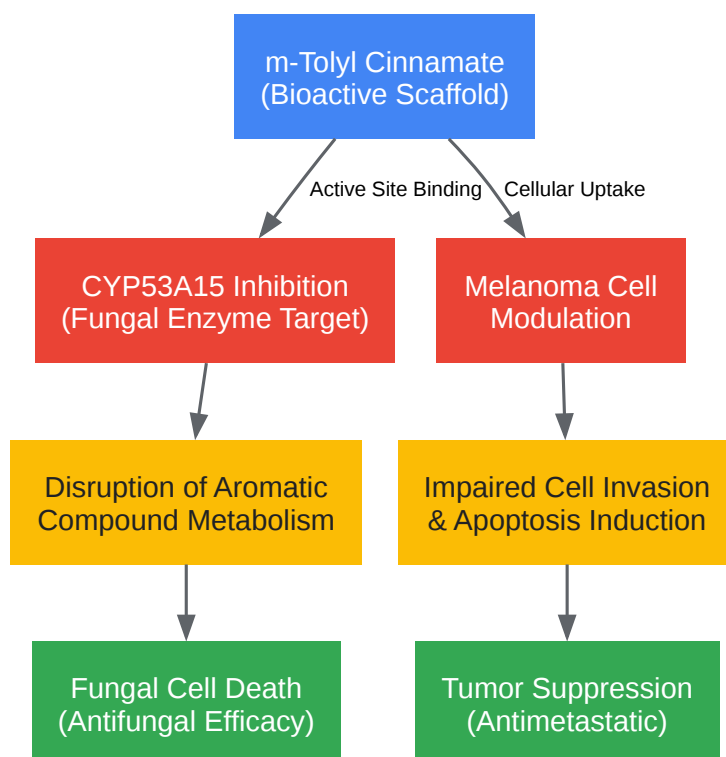 m-Tolyl Cinnamate
(Bioactive Scaffold)
Active Site Binding
Cellular Uptake
CYP53A15 Inhibition
(Fungal Enzyme Target)
Melanoma Cell
Modulation
Disruption of Aromatic
Compound Metabolism
Impaired Cell Invasion
& Apoptosis Induction
Fungal Cell Death
(Antifungal Efficacy)
Tumor Suppression
(Antimetastatic)